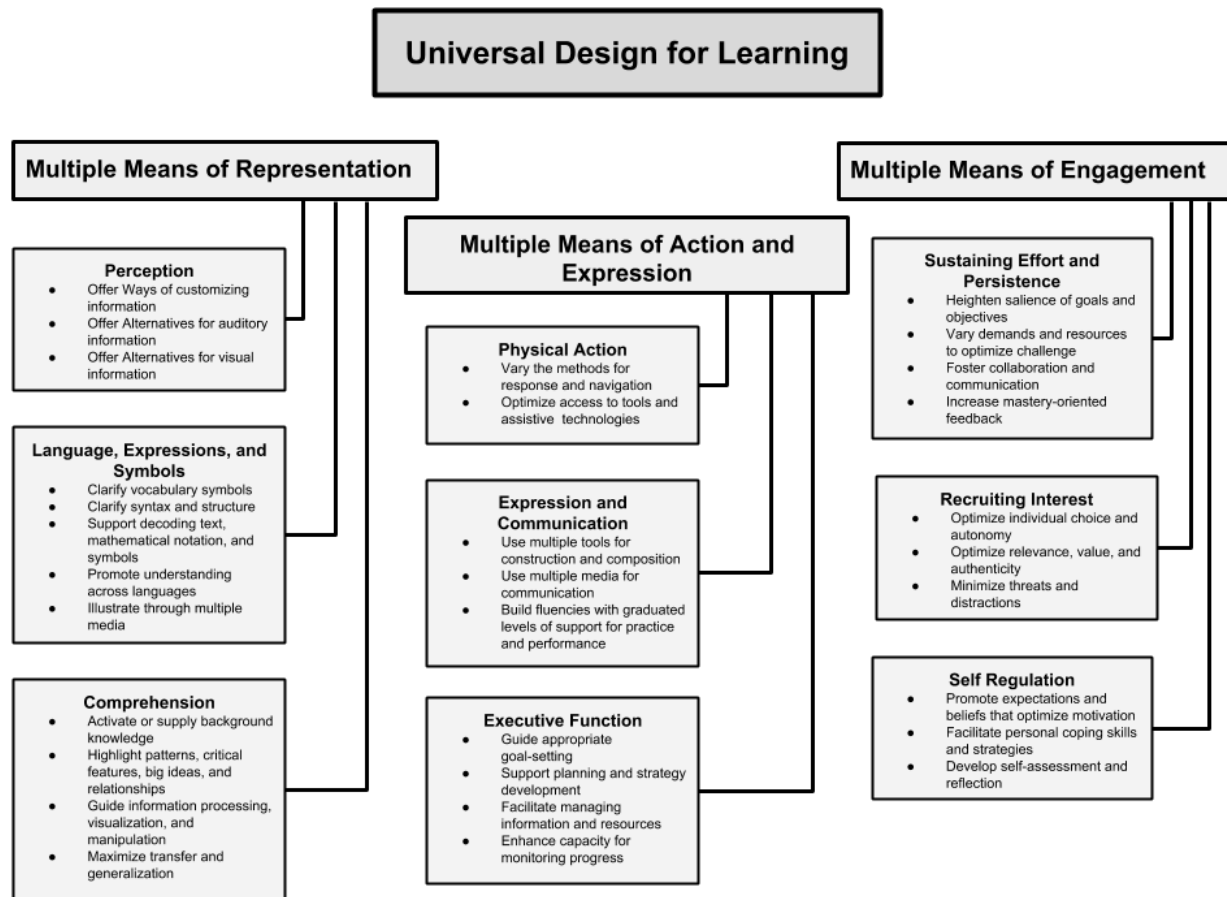 Universal Design for Learning
Multiple Means of Representation
Perception
● Offer Ways of customizing
information
● Offer Alternatives for auditory
information
● Offer Alternatives for visual
information
Language, Expressions, and
Symbols
● Clarify vocabulary symbols
● Clarify syntax and structure
● Support decoding text,
mathematical notation, and
symbols
● Promote understanding
across languages
● Illustrate through multiple
media
Comprehension
● Activate or supply background
knowledge
● Highlight patterns, critical
features, big ideas, and
relationships
● Guide information processing,
visualization, and
manipulation
● Maximize transfer and
generalization
Multiple Means of Action and
Expression
Physical Action
● Vary the methods for
response and navigation
● Optimize access to tools and
assistive technologies
Expression and
Communication
● Use multiple tools for
construction and composition
● Use multiple media for
communication
● Build fluencies with graduated
levels of support for practice
and performance
Executive Function
● Guide appropriate
goal-setting
● Support planning and strategy
development
● Facilitate managing
information and resources
● Enhance capacity for
monitoring progress
Multiple Means of Engagement
Sustaining Effort and
Persistence
● Heighten salience of goals and
objectives
● Vary demands and resources
to optimize challenge
● Foster collaboration and
communication
● Increase mastery-oriented
feedback
Recruiting Interest
● Optimize individual choice and
autonomy
● Optimize relevance, value, and
authenticity
● Minimize threats and
distractions
Self Regulation
● Promote expectations and
beliefs that optimize motivation
● Facilitate personal coping skills
and strategies
● Develop self-assessment and
reflection